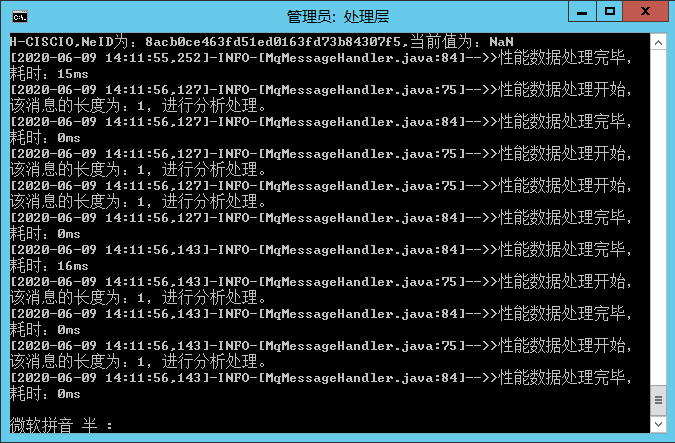 管理员: 处理层
H-CISCIO,NeID为：8acb0ce463fd51ed0163fd73b84307f5,当前值为：NaN
[2020-06-09 14:11:55,252]-INFO-[MqMessageHandler.java:84]-->>性能数据处理完毕，
耗时：15ms
[2020-06-09 14:11:56,127]-INFO-[MqMessageHandler.java:75]-->>性能数据处理开始，
该消息的长度为：1，进行分析处理。
[2020-06-09 14:11:56,127]-INFO-[MqMessageHandler.java:84]-->>性能数据处理完毕，
耗时：0ms
[2020-06-09 14:11:56,127]-INFO-[MqMessageHandler.java:75]-->>性能数据处理开始，
该消息的长度为：1，进行分析处理。
[2020-06-09 14:11:56,127]-INFO-[MqMessageHandler.java:75]-->>性能数据处理开始，
该消息的长度为：1，进行分析处理。
[2020-06-09 14:11:56,127]-INFO-[MqMessageHandler.java:84]-->>性能数据处理完毕，
耗时：0ms
[2020-06-09 14:11:56,143]-INFO-[MqMessageHandler.java:84]-->>性能数据处理完毕，
耗时：16ms
[2020-06-09 14:11:56,143]-INFO-[MqMessageHandler.java:75]-->>性能数据处理开始，
该消息的长度为：1，进行分析处理。
[2020-06-09 14:11:56,143]-INFO-[MqMessageHandler.java:84]-->>性能数据处理完毕，
耗时：0ms
[2020-06-09 14:11:56,143]-INFO-[MqMessageHandler.java:75]-->>性能数据处理开始，
该消息的长度为：1，进行分析处理。
[2020-06-09 14:11:56,143]-INFO-[MqMessageHandler.java:84]-->>性能数据处理完毕，
耗时：0ms
微软拼音 半 ：